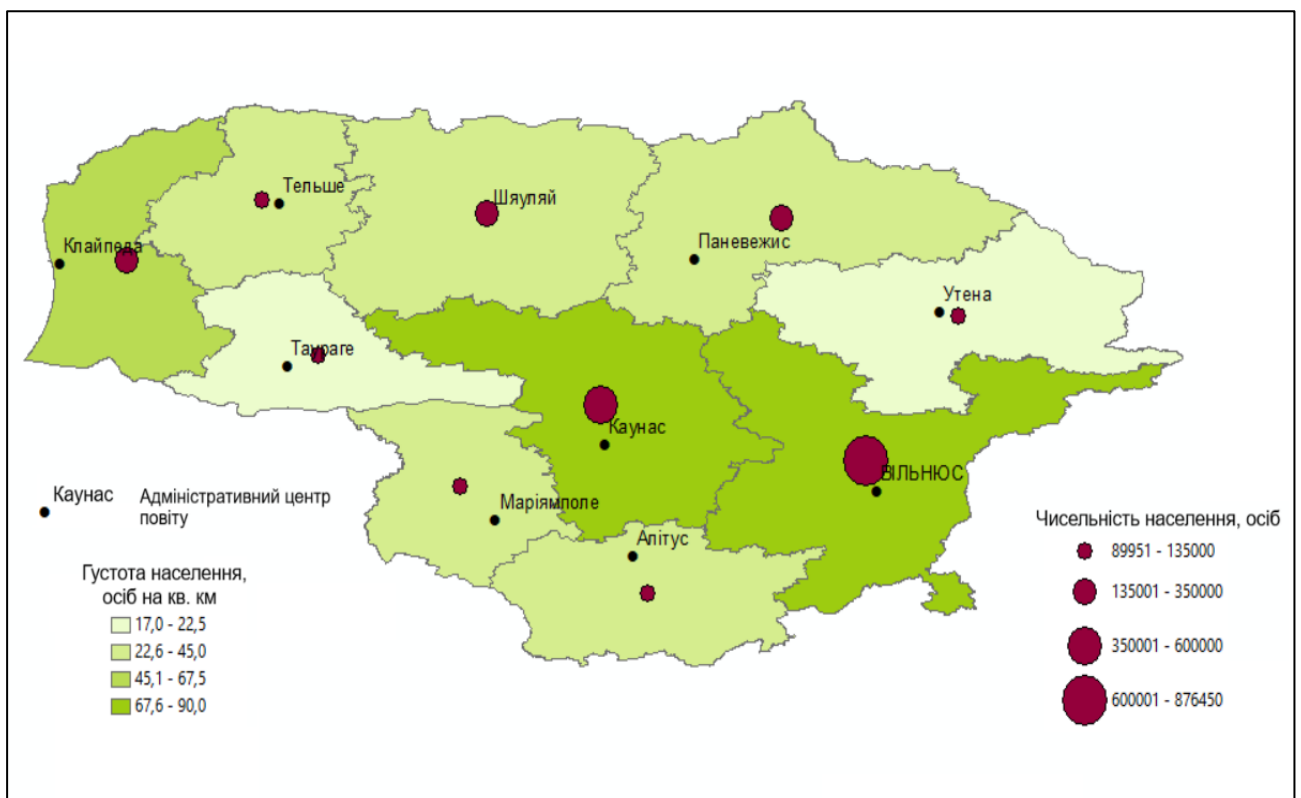 Тельше
Шяуляй
Клайпеда
Паневежис
Утена
Таураге
Каунас
ВІЛЬНЮС
Маріямполе
Алітус
Каунас
Адміністративний центр
повіту
Густота населення,
осіб на кв. км
17,0 - 22,5
22,6 - 45,0
45,1 - 67,5
67,6 - 90,0
Чисельність населення, осіб
89951 - 135000
135001 - 350000
350001 - 600000
600001 - 876450